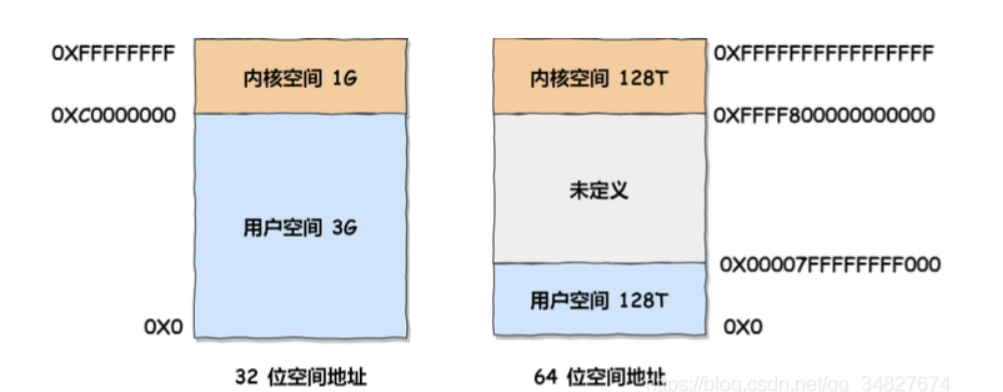 0XFFFFFFFF
内核空间 1G
0XC0000000
用户空间 3G
0X0
32 位空间地址
内核空间 128T
0XFFFFFFFFFFFFFFFF
0XFFFF800000000000
未定义
0X00007FFFFFFFF000
用户空间 128T
0X0
64 位空间地址
https://blog.csdn.net/qq_34827674